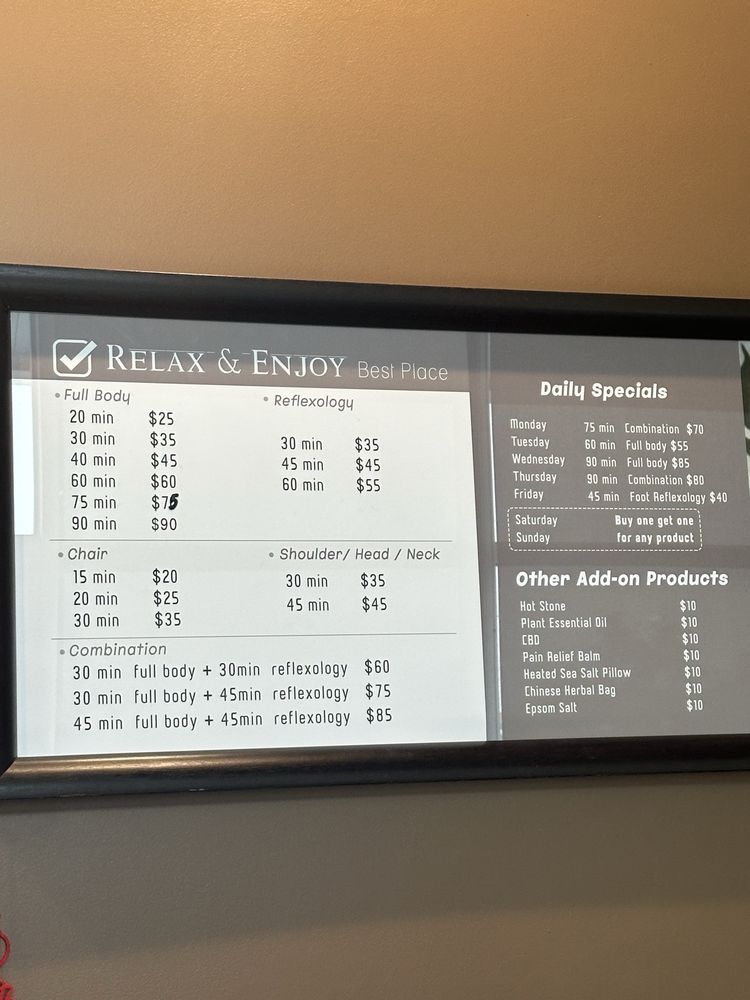 RELAX & ENJOY Best Place
• Full Body
20 min $25
30 min $35
40 min $45
60 min $60
75 min $75
90 min $90
• Reflexology
30 min $35
45 min $45
60 min $55
• Chair
15 min $20
20 min $25
30 min $35
• Shoulder/ Head / Neck
30 min $35
45 min $45
• Combination
30 min full body + 30min reflexology $60
30 min full body + 45min reflexology $75
45 min full body + 45min reflexology $85
Daily Specials
Monday 75 min Combination $70
Tuesday 60 min Full body $55
Wednesday 90 min Full body $85
Thursday 90 min Combination $80
Friday 45 min Foot Reflexology $40
Saturday Buy one get one
Sunday for any product
Other Add-on Products
Hot Stone $10
Plant Essential Oil $10
CBD $10
Pain Relief Balm $10
Heated Sea Salt Pillow $10
Chinese Herbal Bag $10
Epsom Salt $10